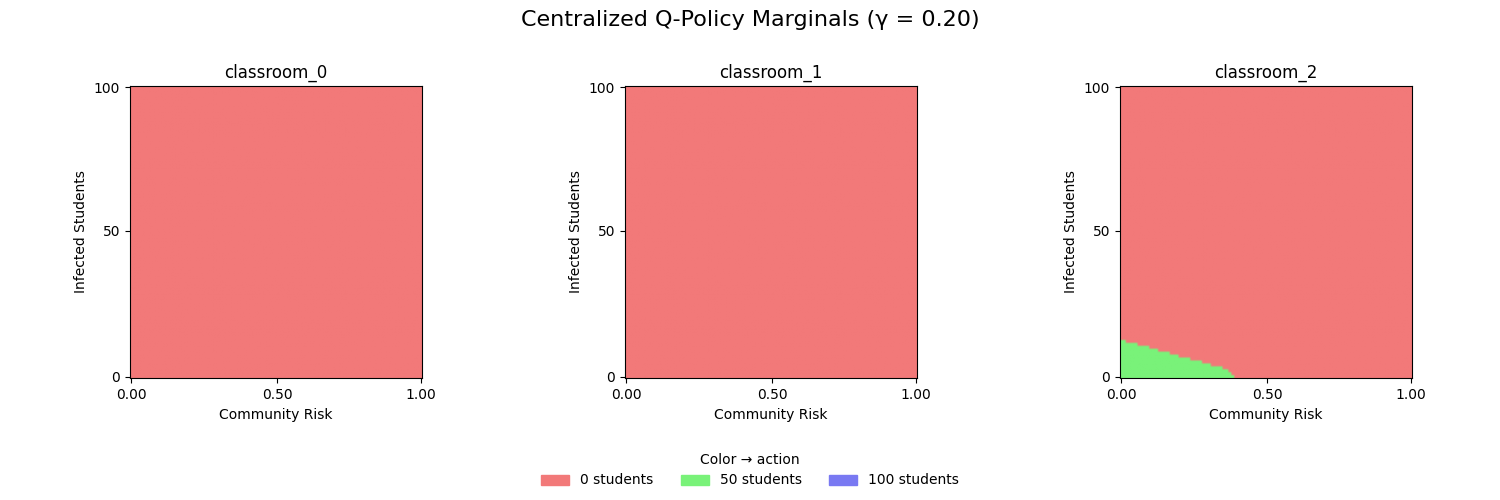 Centralized Q-Policy Marginals (γ = 0.20)
classroom_0
100
50
0
Infected Students
0.00 0.50 1.00
Community Risk
classroom_1
100
50
0
Infected Students
0.00 0.50 1.00
Community Risk
classroom_2
100
50
0
Infected Students
0.00 0.50 1.00
Community Risk
Color → action
0 students 50 students 100 students